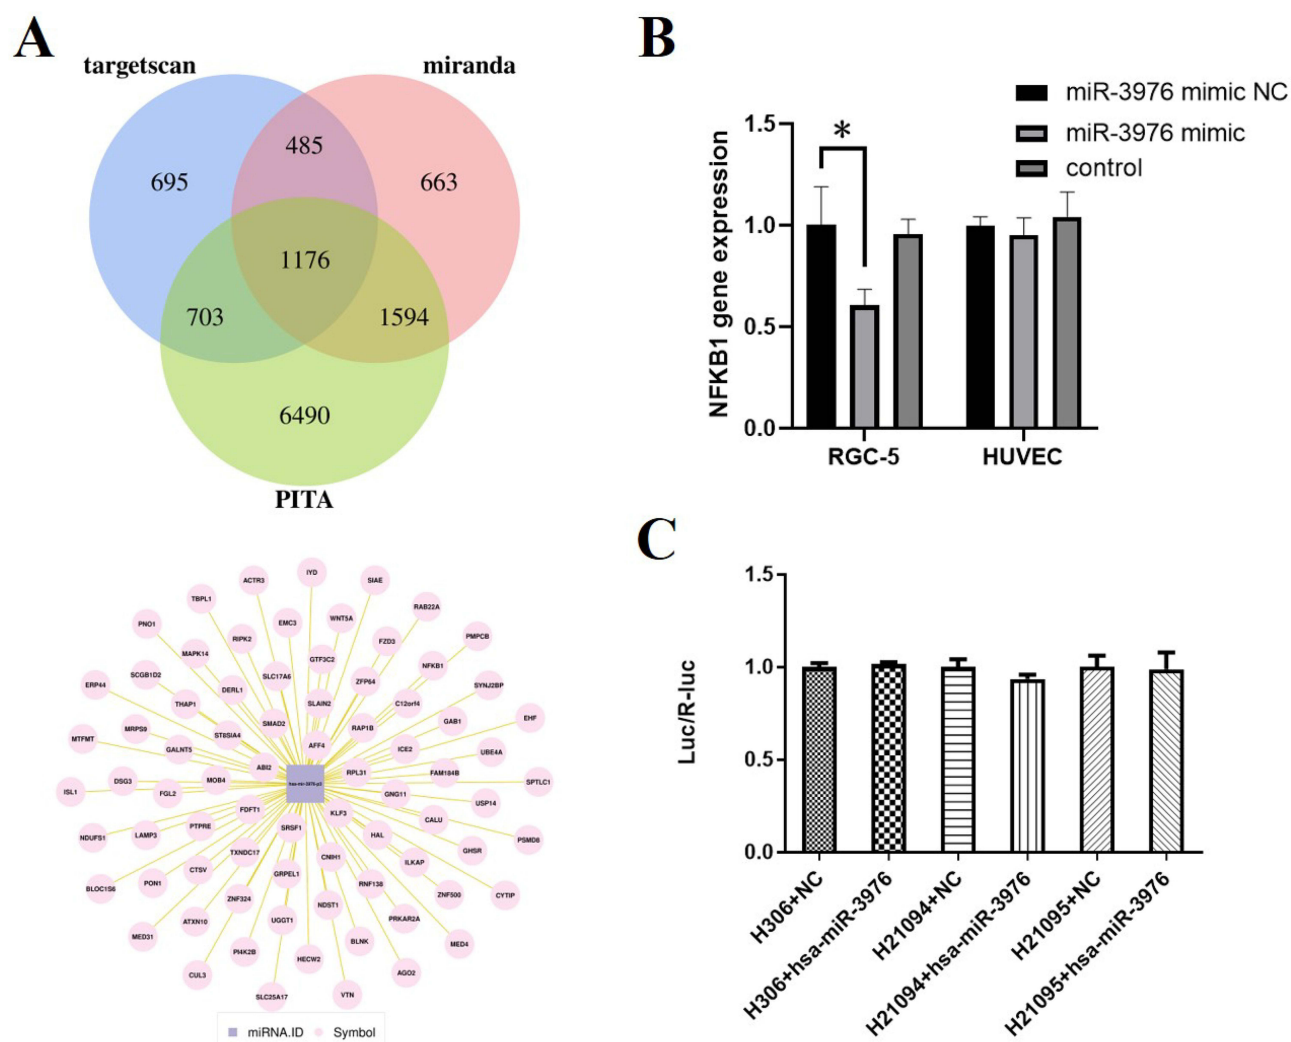 A
targetscan
miranda
485
695
663
1176
703
1594
6490
PITA
IYD
ACTR3
SIAE
TBPL1
RAB22A
EMC3
WNT5A
PNO1
RIPK2
FZD3
PMPCB
MAPK14
GTF3C2
NFKB1
SCGB1D2
SLC17A6
ZFP64
ERP44
DERL1
SYNJ2BP
THAP1
SLAIN2
C12orf4
EHF
SMAD2
GAB1
MRPS9
ST8SIA4
RAP1B
MTFMT
GALNT5
AFF4
ICE2
UBE4A
ABI2
RPL31
FAM184B
DSG3
MOB4
SPTLC1
ISL1
FGL2
hsa-mir-3976-p3
GNG11
USP14
FDFT1
KLF3
CALU
NDUFS1
LAMP3
PTPRE
SRSF1
HAL
PSMD8
TXNDC17
CNIH1
ILKAP
GHSR
BLOC1S6
PON1
CTSV
GRPEL1
RNF138
ZNF500
CYTIP
ZNF324
NDST1
ATXN10
UGGT1
PRKAR2A
MED31
PI4K2B
BLNK
MED4
HECW2
CUL3
AGO2
SLC25A17
VTN
miRNA.ID
Symbol
B
miR-3976 mimic NC
miR-3976 mimic
control
NFKB1 gene expression
1.5
*
1.0
0.5
0.0
RGC-5
HUVEC
C
Luc/R-luc
1.5
1.0
0.5
0.0
H306+NC
H306+hsa-miR-3976
H21094+NC
H21094+hsa-miR-3976
H21095+NC
H21095+hsa-miR-3976